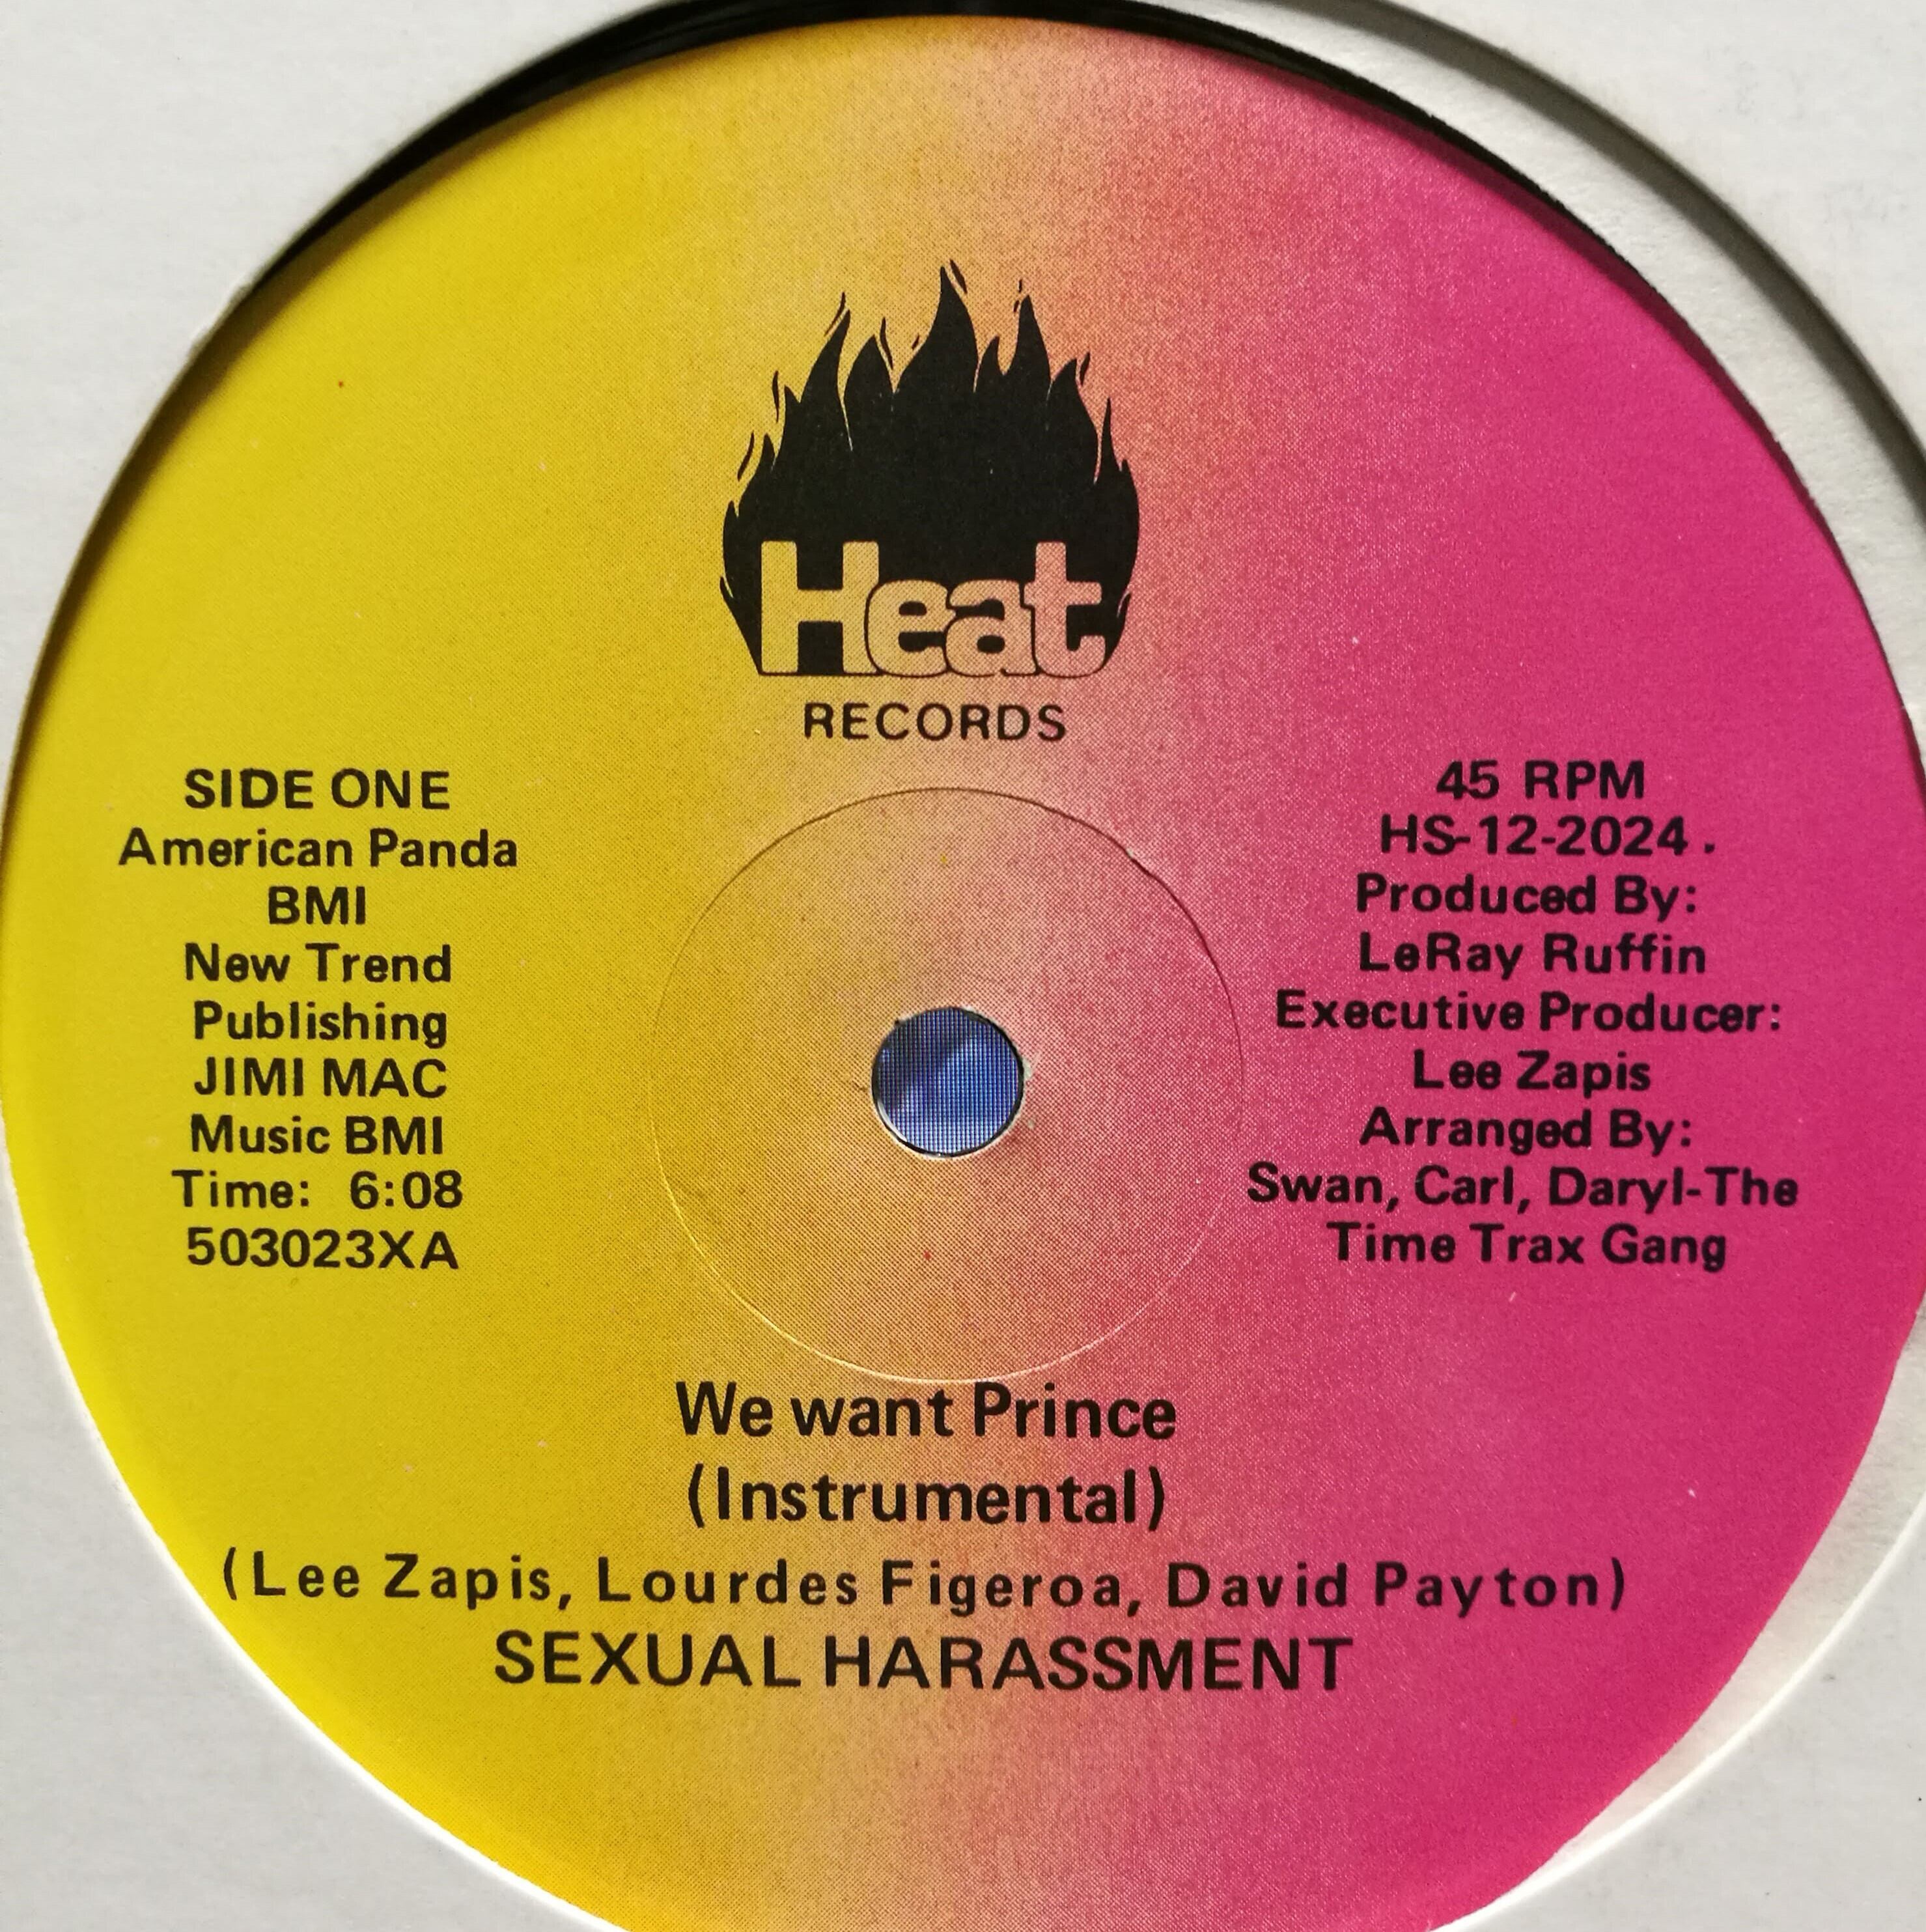 Heat
RECORDS
SIDE ONE
American Panda
BMI
New Trend
Publishing
JIMI MAC
Music BMI
Time: 6:08
503023XA
45 RPM
HS-12-2024.
Produced By:
LeRay Ruffin
Executive Producer:
Lee Zapis
Arranged By:
Swan, Carl, Daryl-The
Time Trax Gang
We want Prince
(Instrumental)
(Lee Zapis, Lourdes Figeroa, David Payton)
SEXUAL HARASSMENT